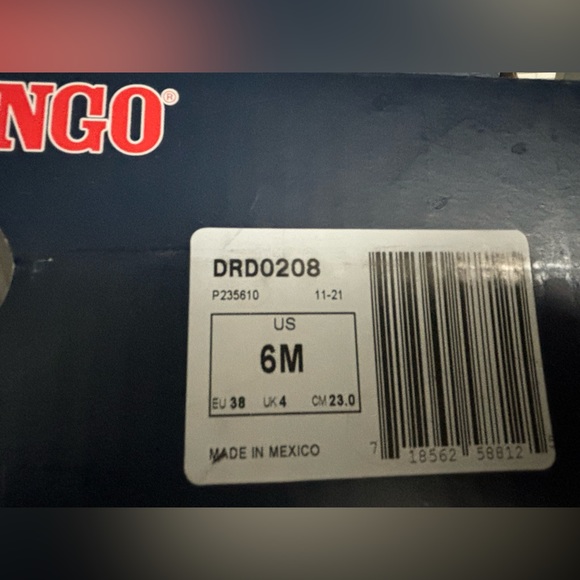 NGO®
DRD0208
P235610 11-21
US
6M
EU 38 UK 4 CM 23.0
MADE IN MEXICO
7 18562 58812